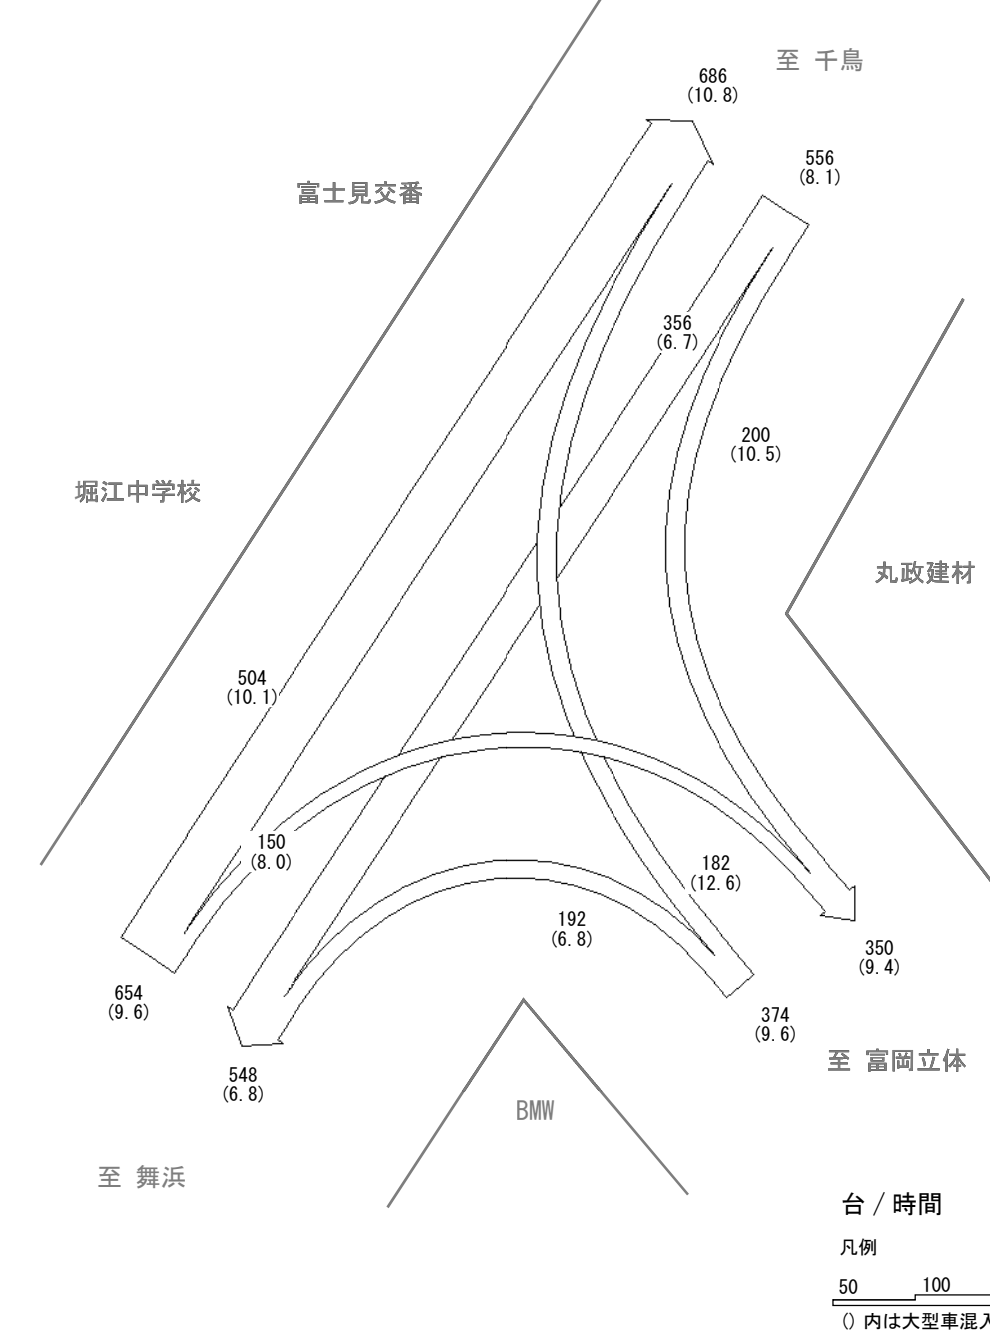 至 千鳥
686
(10.8)
556
(8.1)
富士見交番
356
(6.7)
200
(10.5)
堀江中学校
丸政建材
504
(10.1)
150
(8.0)
182
(12.6)
192
(6.8)
350
(9.4)
654
(9.6)
374
(9.6)
至 富岡立体
548
(6.8)
BMW
至 舞浜
台 / 時間
凡例
50 100
() 内は大型車混入